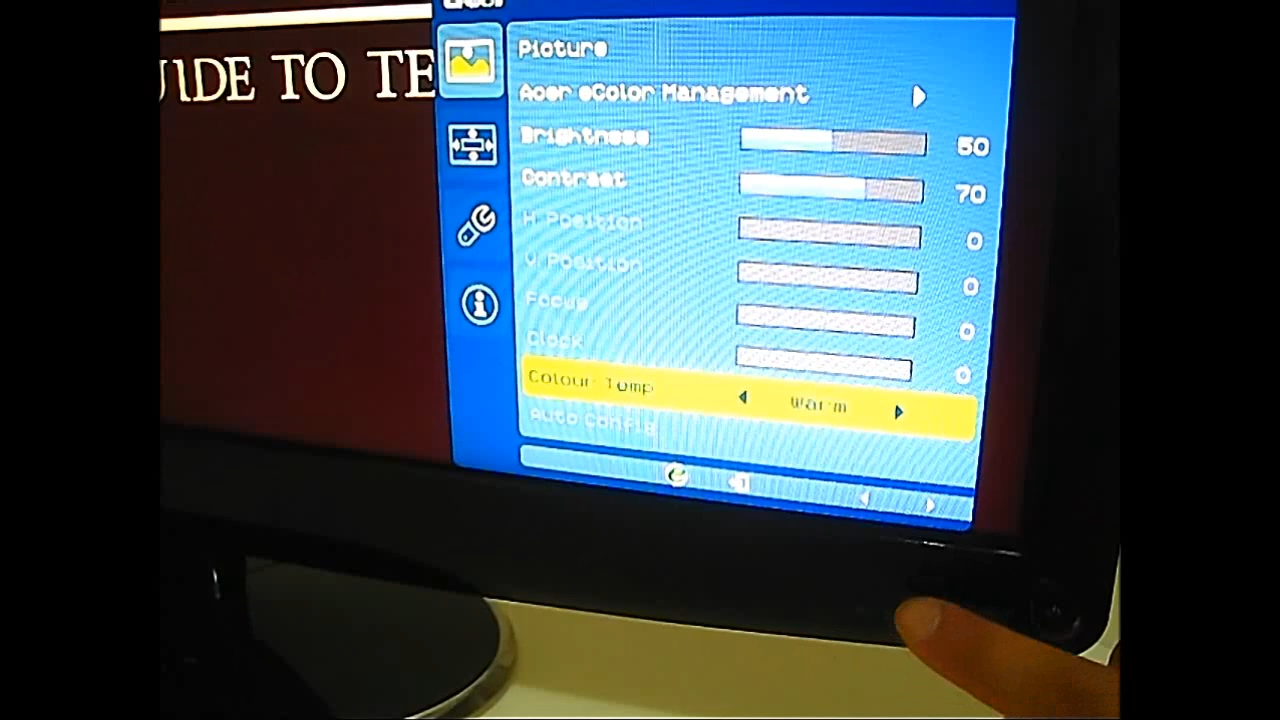 UIDE TO TE
acer
Picture
Acer eColor Management
Brightness 50
Contrast 70
H Position 0
V Position 0
Focus 0
Clock 0
Colour Temp Warm
Auto Config
e